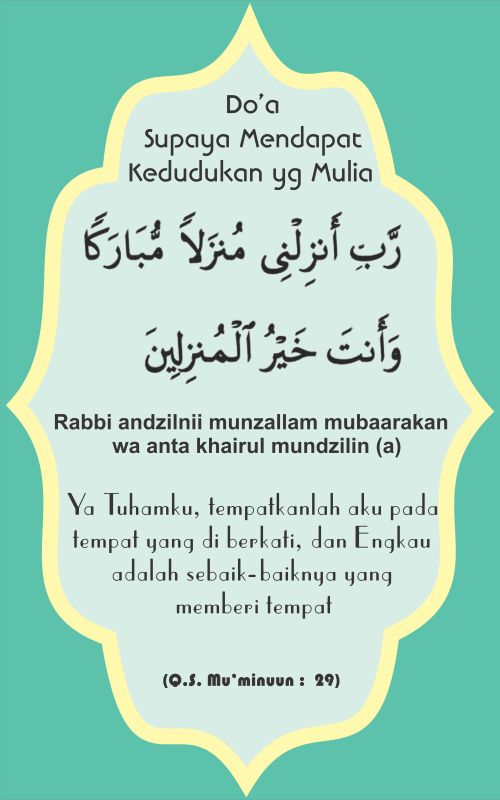 Do'a
Supaya Mendapat
Kedudukan yg Mulia
رَّبِّ أَنزِلْنِى مُنزَلاً مُّبَارَكًا
وَأَنتَ خَيْرُ ٱلْمُنزِلِينَ
Rabbi andzilnii munzallam mubaarakan
wa anta khairul mundzilin (a)
Ya Tuhamku, tempatkanlah aku pada
tempat yang di berkati, dan Engkau
adalah sebaik-baiknya yang
memberi tempat
(Q.S. Mu'minuun : 29)